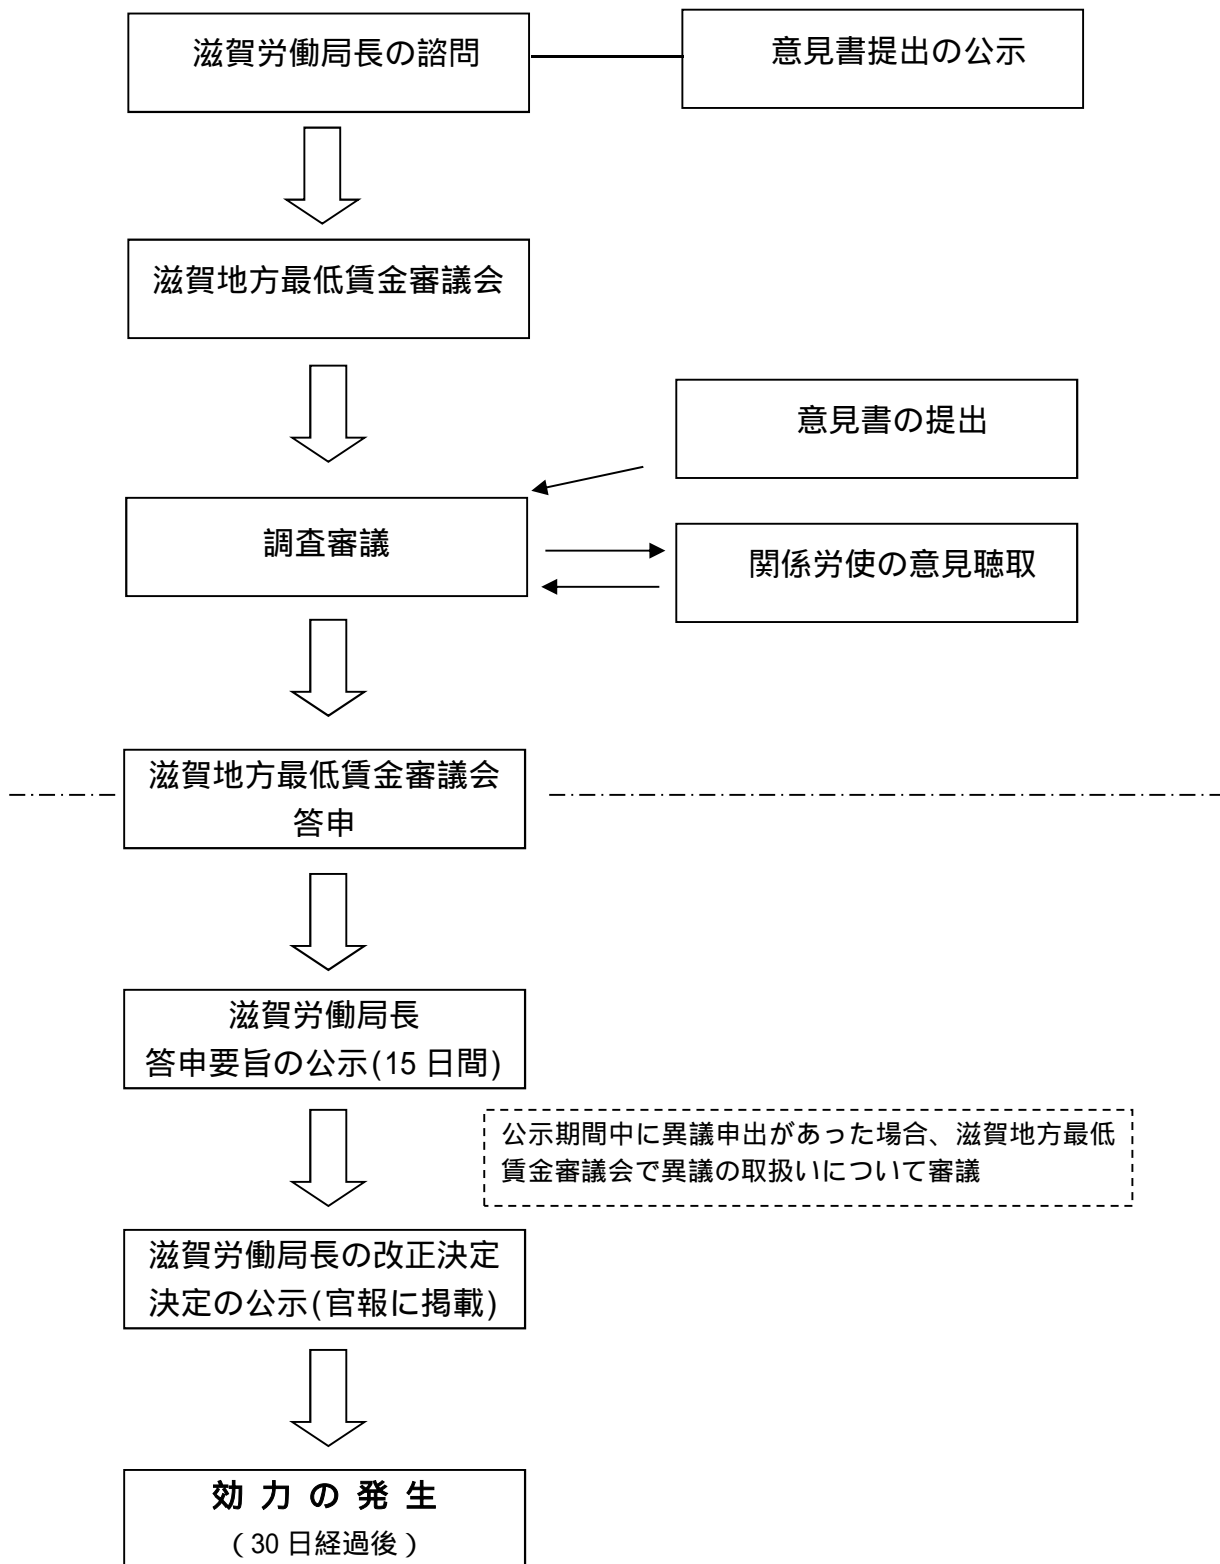 滋賀労働局長の諮問
意見書提出の公示
滋賀地方最低賃金審議会
意見書の提出
調査審議
関係労使の意見聴取
滋賀地方最低賃金審議会
答申
滋賀労働局長
答申要旨の公示(15日間)
公示期間中に異議申出があった場合、滋賀地方最低
賃金審議会で異議の取扱いについて審議
滋賀労働局長の改正決定
決定の公示(官報に掲載)
効力の発生
（30日経過後）